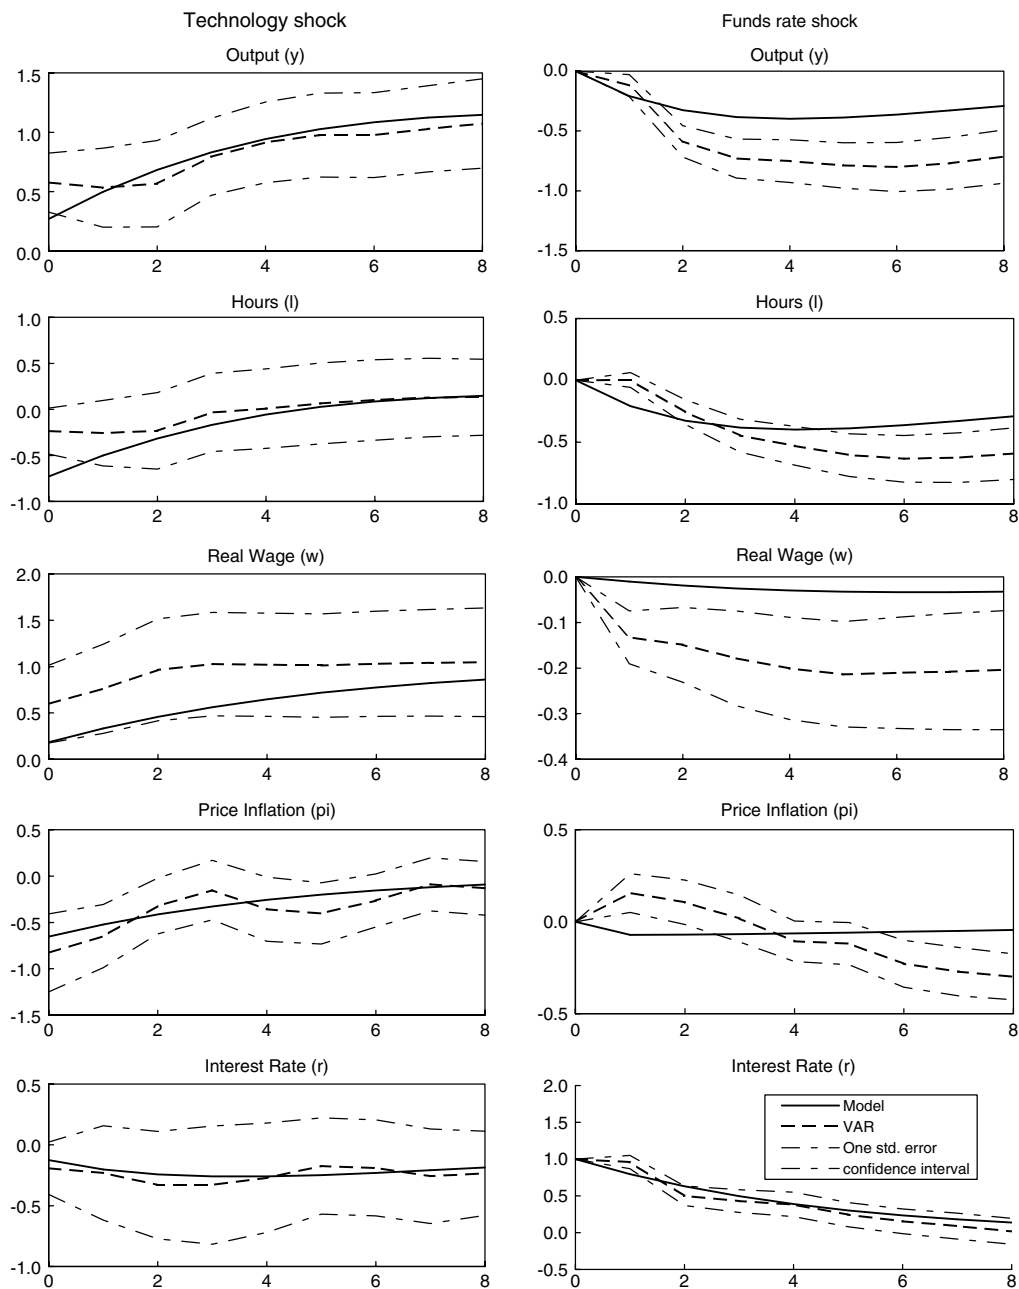 Technology shock
Funds rate shock
Output (y)
1.5
1.0
0.5
0.0
0 2 4 6 8
Output (y)
0.0
-0.5
-1.0
-1.5
0 2 4 6 8
Hours (l)
1.0
0.5
0.0
-0.5
-1.0
0 2 4 6 8
Hours (l)
0.5
0.0
-0.5
-1.0
0 2 4 6 8
Real Wage (w)
2.0
1.5
1.0
0.5
0.0
0 2 4 6 8
Real Wage (w)
0.0
-0.1
-0.2
-0.3
-0.4
0 2 4 6 8
Price Inflation (pi)
0.5
0.0
-0.5
-1.0
-1.5
0 2 4 6 8
Price Inflation (pi)
0.5
0.0
-0.5
0 2 4 6 8
Interest Rate (r)
0.5
0.0
-0.5
-1.0
0 2 4 6 8
Interest Rate (r)
2.0
1.5
1.0
0.5
0.0
-0.5
0 2 4 6 8
Model
VAR
One std. error
confidence interval